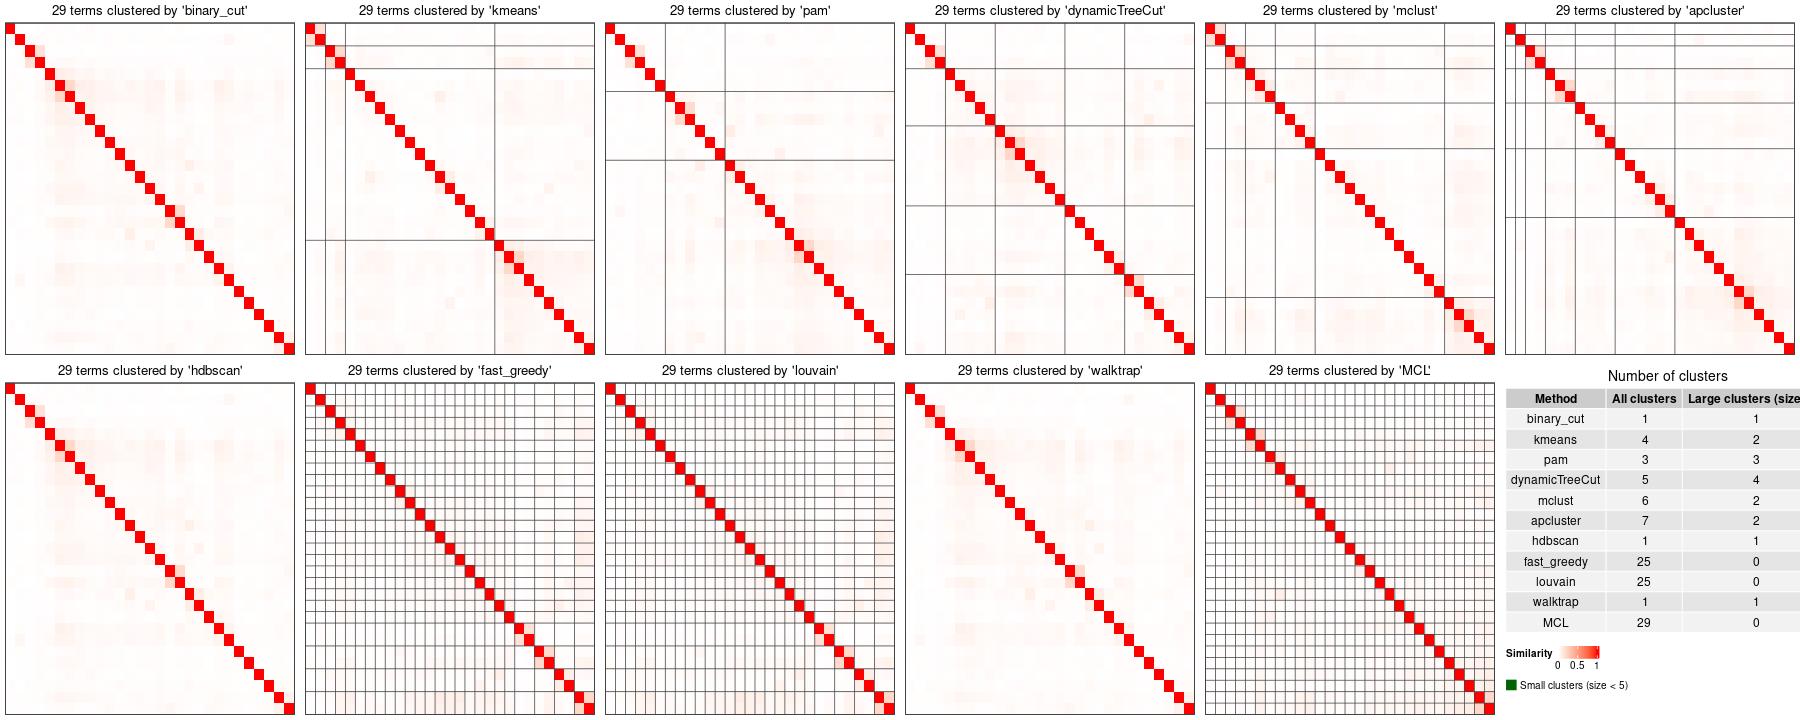 29 terms clustered by 'binary_cut'
29 terms clustered by 'kmeans'
29 terms clustered by 'pam'
29 terms clustered by 'dynamicTreeCut'
29 terms clustered by 'mclust'
29 terms clustered by 'apcluster'
29 terms clustered by 'hdbscan'
29 terms clustered by 'fast_greedy'
29 terms clustered by 'louvain'
29 terms clustered by 'walktrap'
29 terms clustered by 'MCL'
Number of clusters
Method All clusters Large clusters (size
binary_cut 1 1
kmeans 4 2
pam 3 3
dynamicTreeCut 5 4
mclust 6 2
apcluster 7 2
hdbscan 1 1
fast_greedy 25 0
louvain 25 0
walktrap 1 1
MCL 29 0
Similarity
0 0.5 1
Small clusters (size < 5)